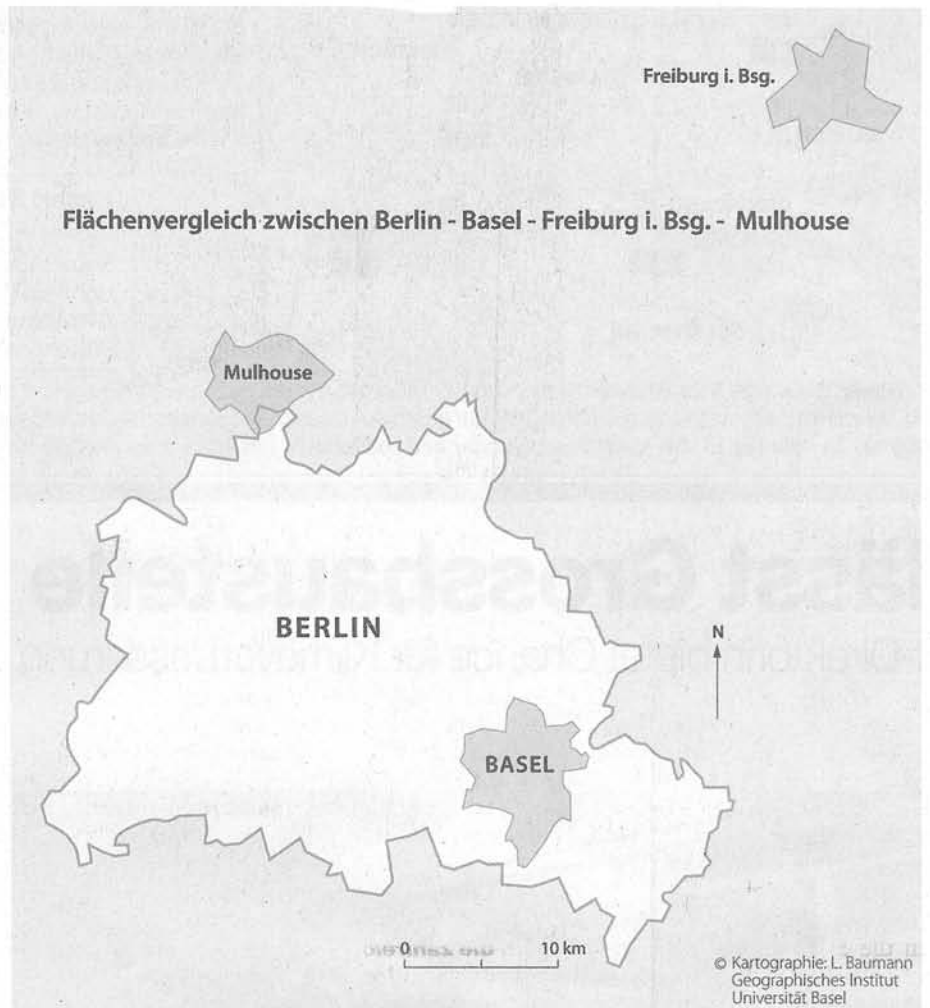 Freiburg i. Bsg.
Flächenvergleich zwischen Berlin - Basel - Freiburg i. Bsg. - Mulhouse
Mulhouse
BERLIN
N
BASEL
0 10 km
© Kartographie: L. Baumann
Geographisches Institut
Universität Basel